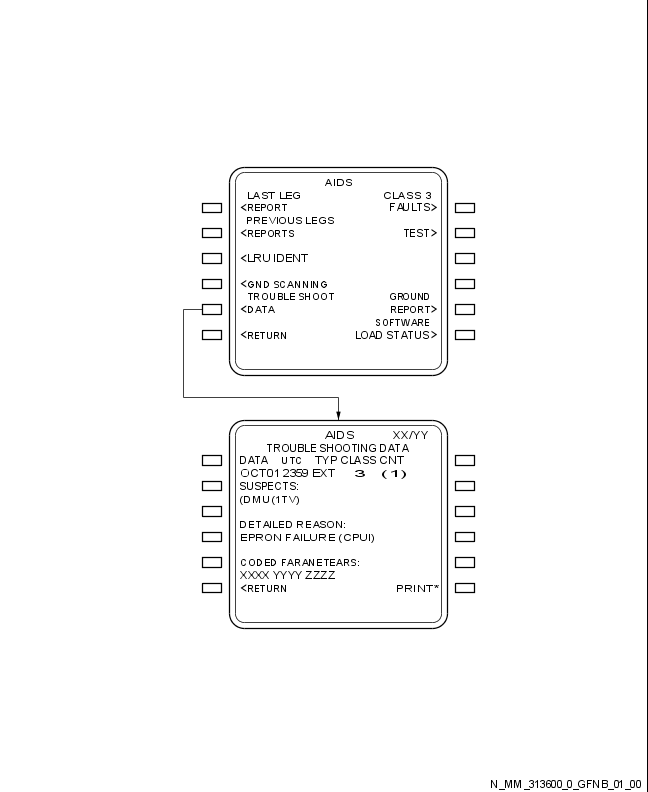 AIDS
LAST LEG CLASS 3
<REPORT FAULTS>
PREVIOUS LEGS
<REPORTS TEST>
<LRU IDENT
<GND SCANNING
TROUBLE SHOOT GROUND
<DATA REPORT>
SOFTWARE
<RETURN LOAD STATUS>
AIDS XX/YY
TROUBLE SHOOTING DATA
DATA UTC TYP CLASS CNT
OCT01 2359 EXT 3 (1)
SUSPECTS:
(DMU(1TV)
DETAILED REASON:
EPRON FAILURE (CPUI)
CODED FARANETEARS:
XXXX YYYY ZZZZ
<RETURN PRINT*
N_MM_313600_0_GFNB_01_00